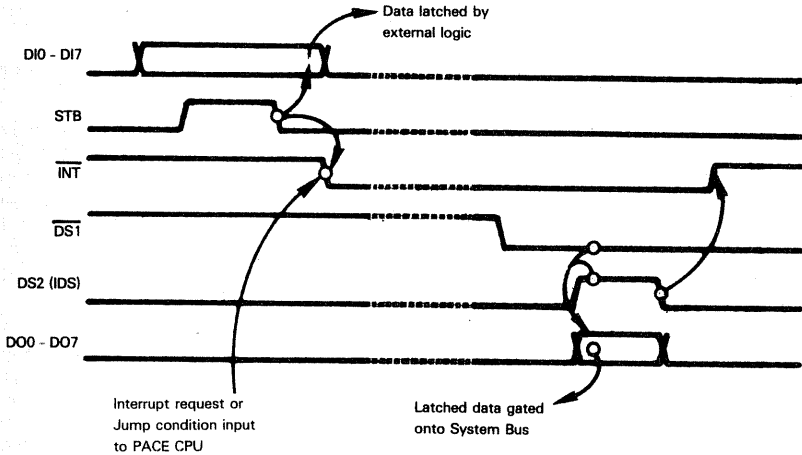 Data latched by
external logic
DI0 - DI7
STB
INT
DS1
DS2 (IDS)
DO0 - DO7
Interrupt request or
Jump condition input
to PACE CPU
Latched data gated
onto System Bus